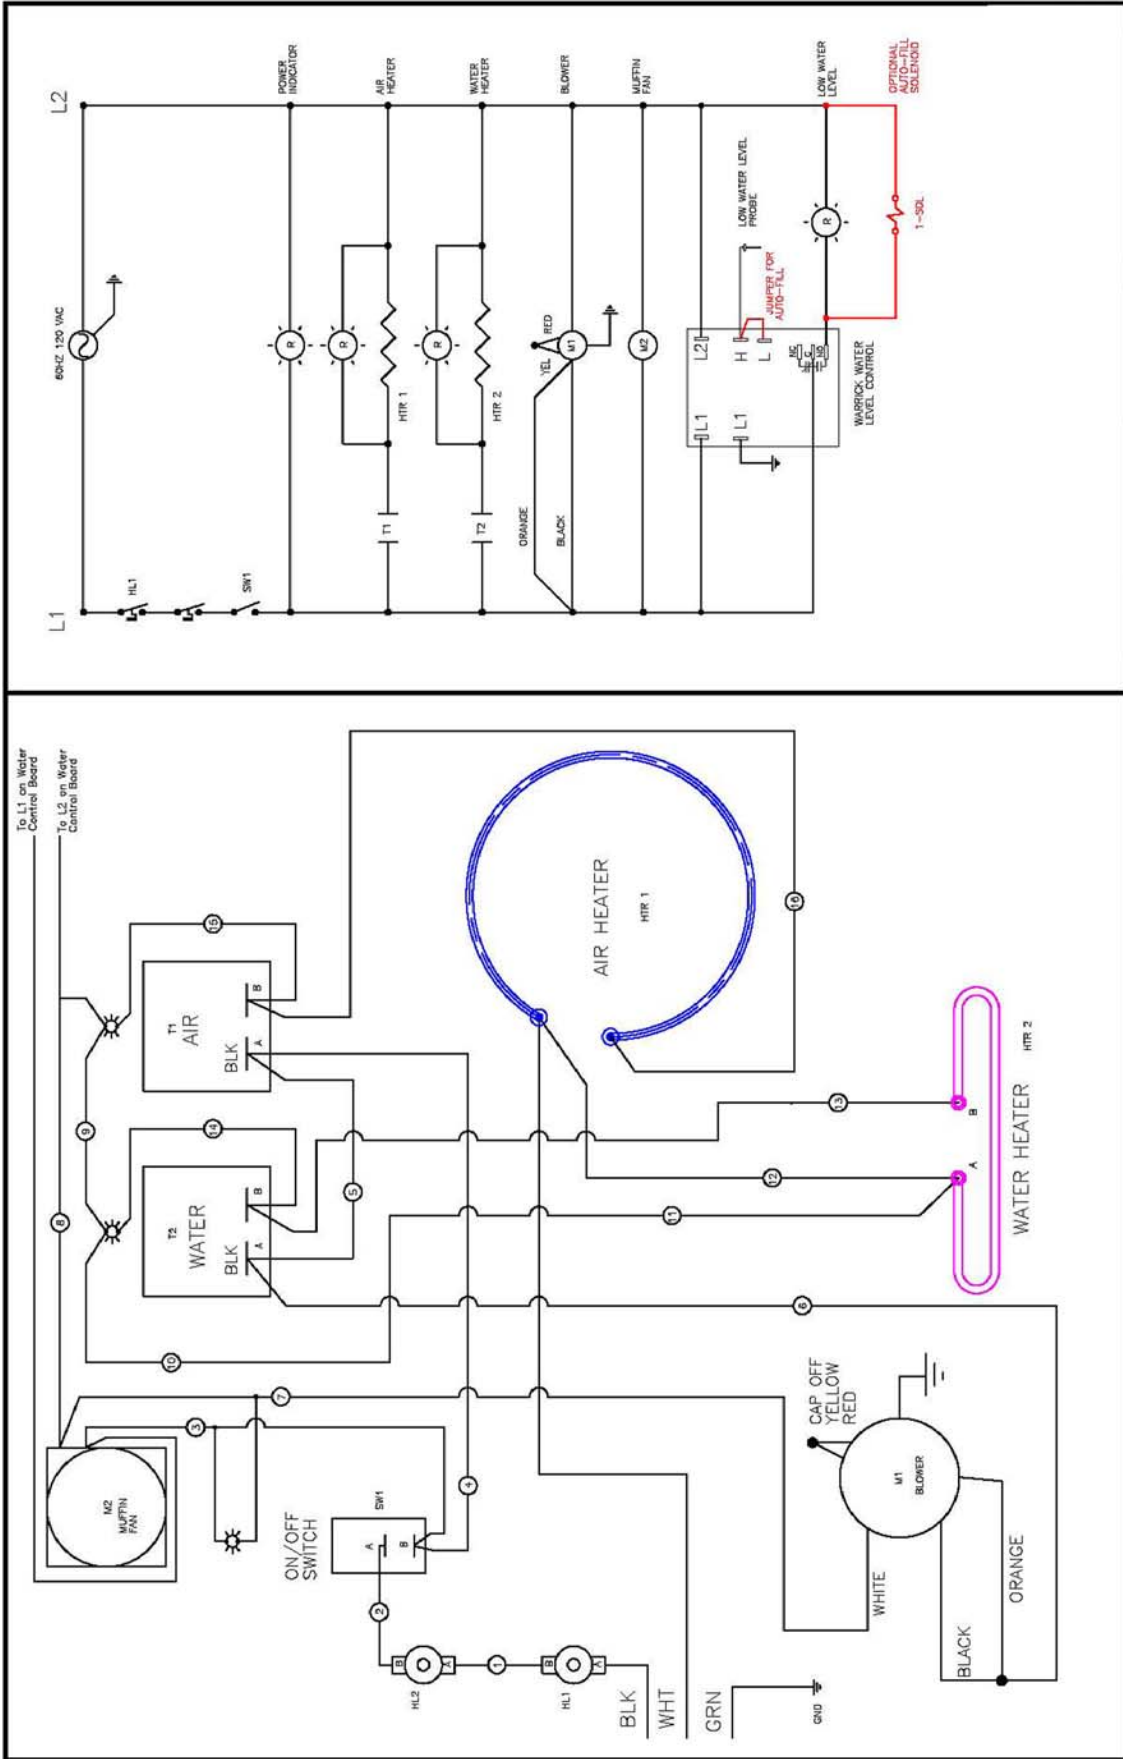 L1
L2
60HZ 120 VAC
HL1
SW1
POWER
INDICATOR
R
AIR
HEATER
R
HTR 1
T1
WATER
HEATER
R
HTR 2
T2
BLOWER
YEL
RED
M1
ORANGE
BLACK
MUFFIN
FAN
M2
L1
L2
L1
H
L
NC
C
NO
LOW WATER LEVEL
PROBE
JUMPER FOR
AUTO-FILL
WARRICK WATER
LEVEL CONTROL
LOW WATER
LEVEL
R
OPTIONAL
AUTO-FILL
SOLENOID
1-SOL
To L1 on Water
Control Board
To L2 on Water
Control Board
8
9
15
14
10
T1
AIR
BLK
A
B
T2
WATER
BLK
A
B
5
M2
MUFFIN
FAN
3
7
4
ON/OFF
SWITCH
SW1
A
B
2
HL2
B
A
1
HL1
B
A
BLK
WHT
GRN
GND
AIR HEATER
HTR 1
16
13
12
11
6
A
B
WATER HEATER
HTR 2
CAP OFF
YELLOW
RED
M1
BLOWER
WHITE
BLACK
ORANGE